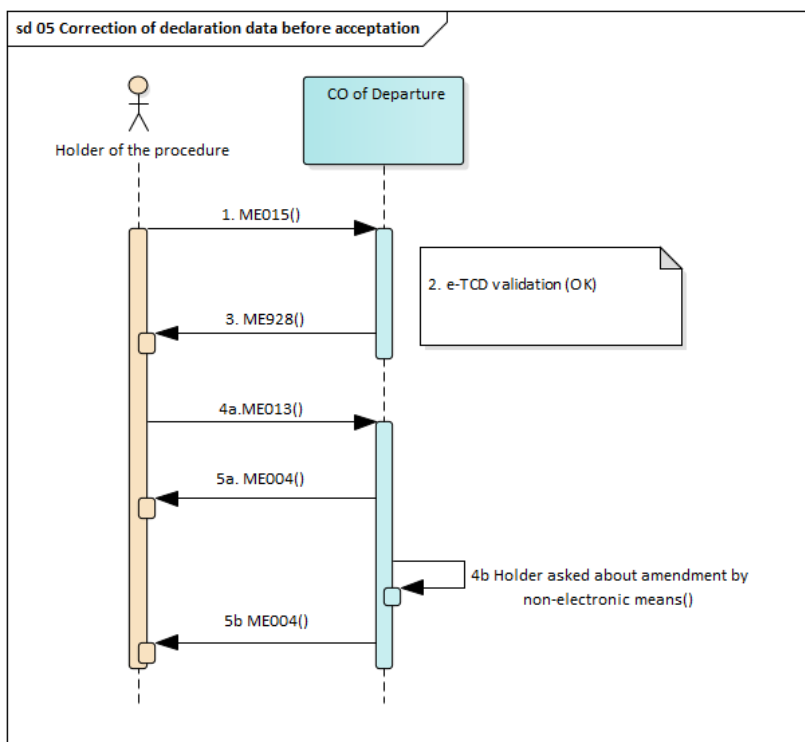 sd 05 Correction of declaration data before acceptation
CO of Departure
Holder of the procedure
1. ME015()
2. e-TCD validation (OK)
3. ME928()
4a.ME013()
5a. ME004()
4b Holder asked about amendment by
non-electronic means()
5b ME004()